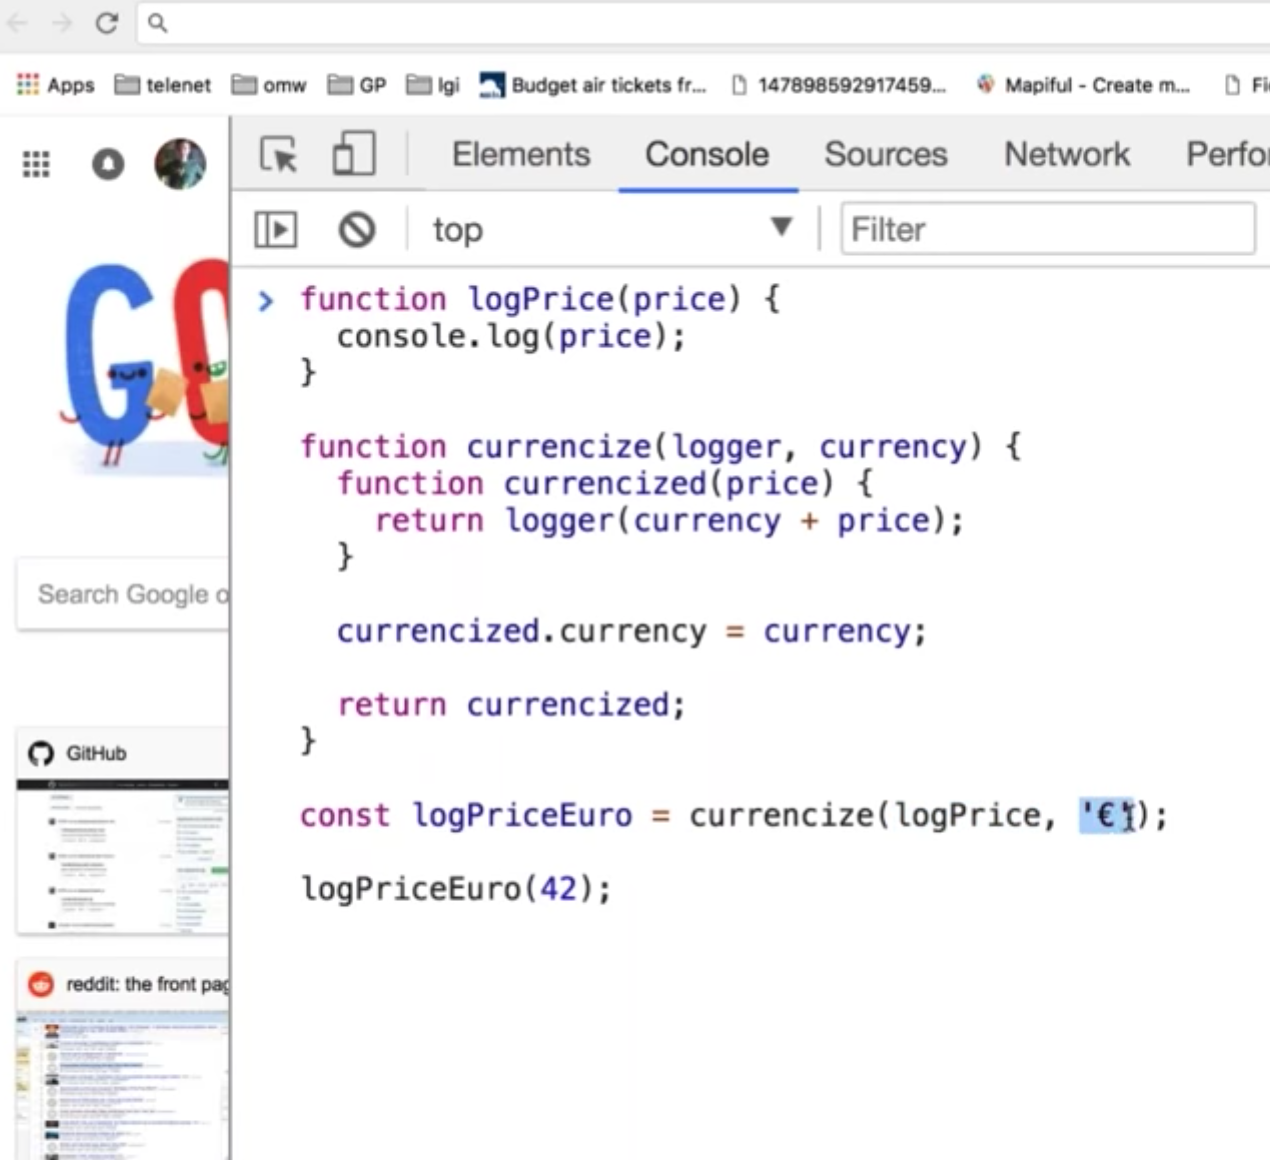 Apps telenet omw GP lgi Budget air tickets fr... 147898592917459... Mapiful - Create m... Fi
Elements Console Sources Network Perfo
top Filter
function logPrice(price) {
console.log(price);
}
function currencize(logger, currency) {
function currencized(price) {
return logger(currency + price);
}
currencized.currency = currency;
return currencized;
}
const logPriceEuro = currencize(logPrice, '€');
logPriceEuro(42);
GO
Search Google o
GitHub
reddit: the front pag